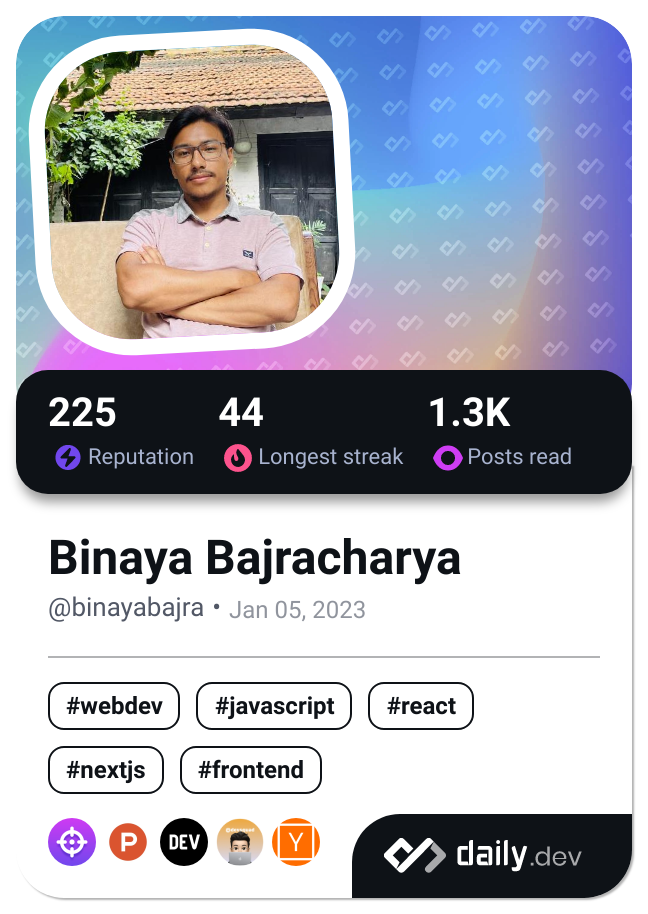 225 44 1.3K
Reputation Longest streak Posts read
Binaya Bajracharya
@binayabajra • Jan 05, 2023
#webdev #javascript #react
#nextjs #frontend
P DEV Y
daily.dev